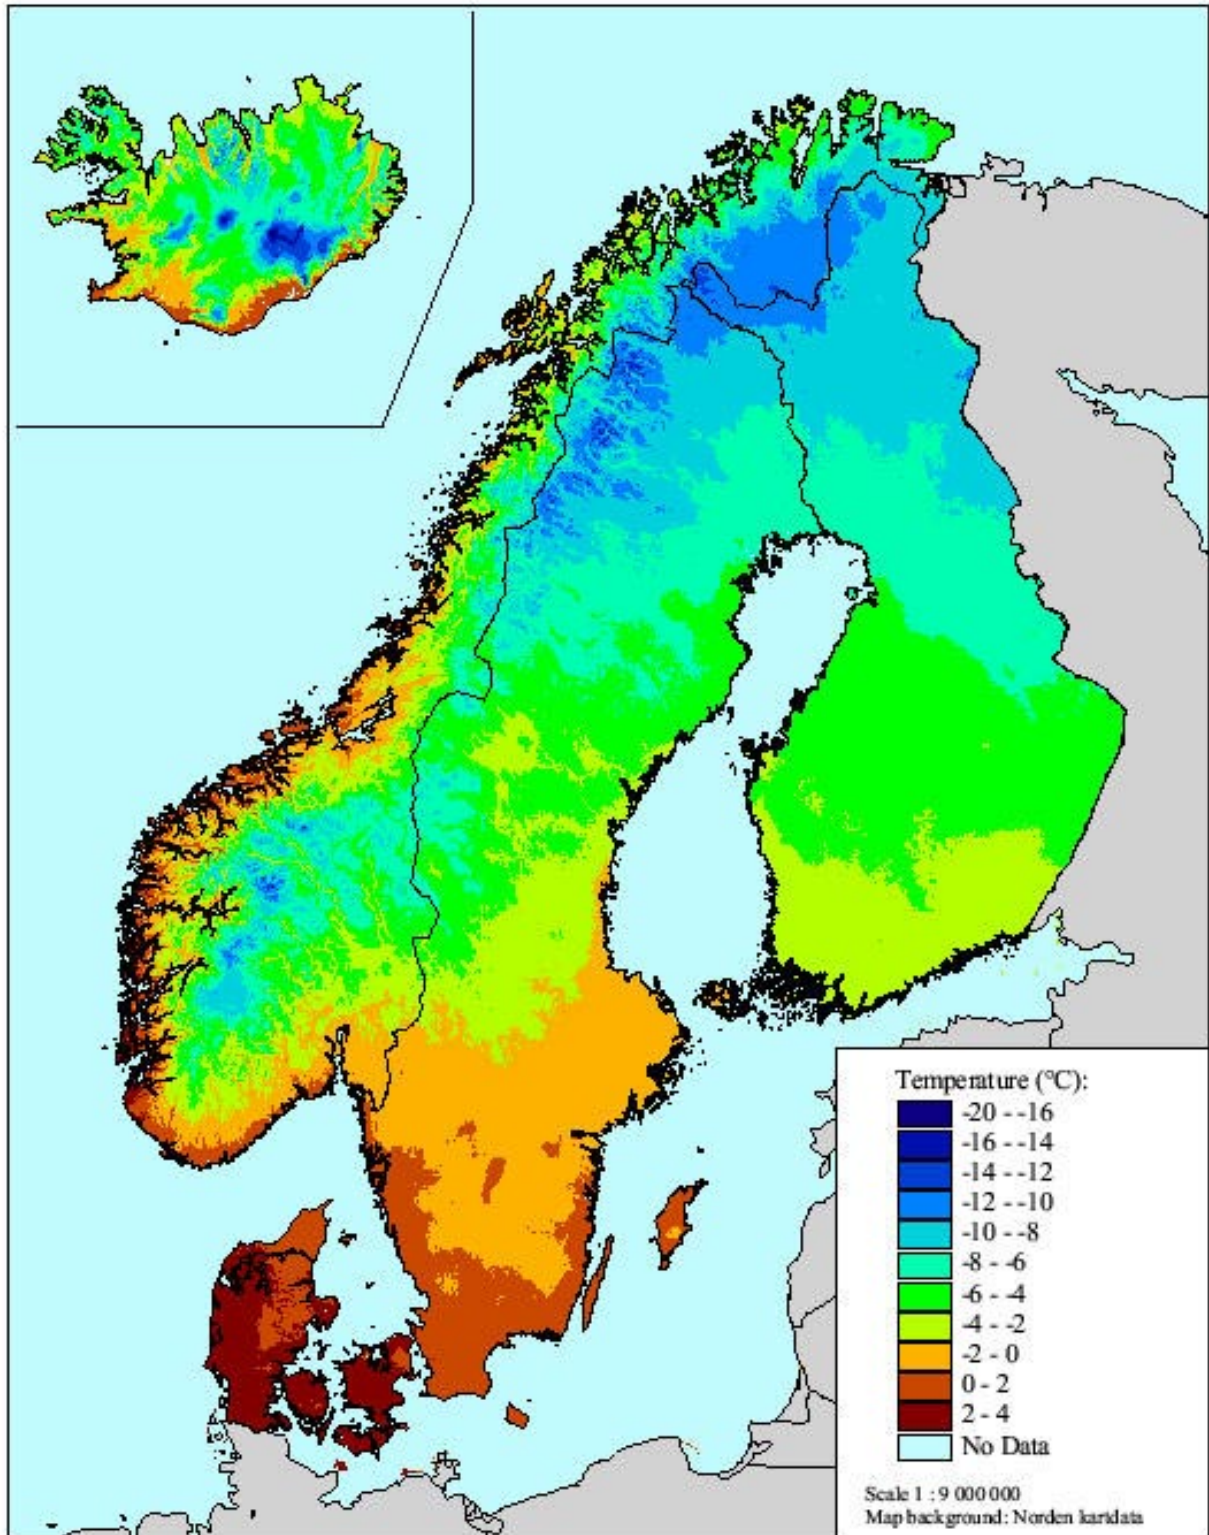 Temperature (°C):
-20 - -16
-16 - -14
-14 - -12
-12 - -10
-10 - -8
-8 - -6
-6 - -4
-4 - -2
-2 - 0
0 - 2
2 - 4
No Data
Scale 1 : 9 000 000
Map background: Norden kartdata